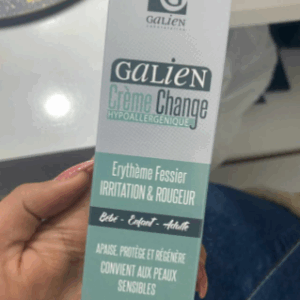 GALIEN
GALIEN
Crème Change
HYPOALLERGENIQUE
Erythème Fessier
IRRITATION & ROUGEUR
Bébé - Enfant - Adulte
APAISE, PROTÈGE ET RÉGÉNÈRE
CONVIENT AUX PEAUX
SENSIBLES